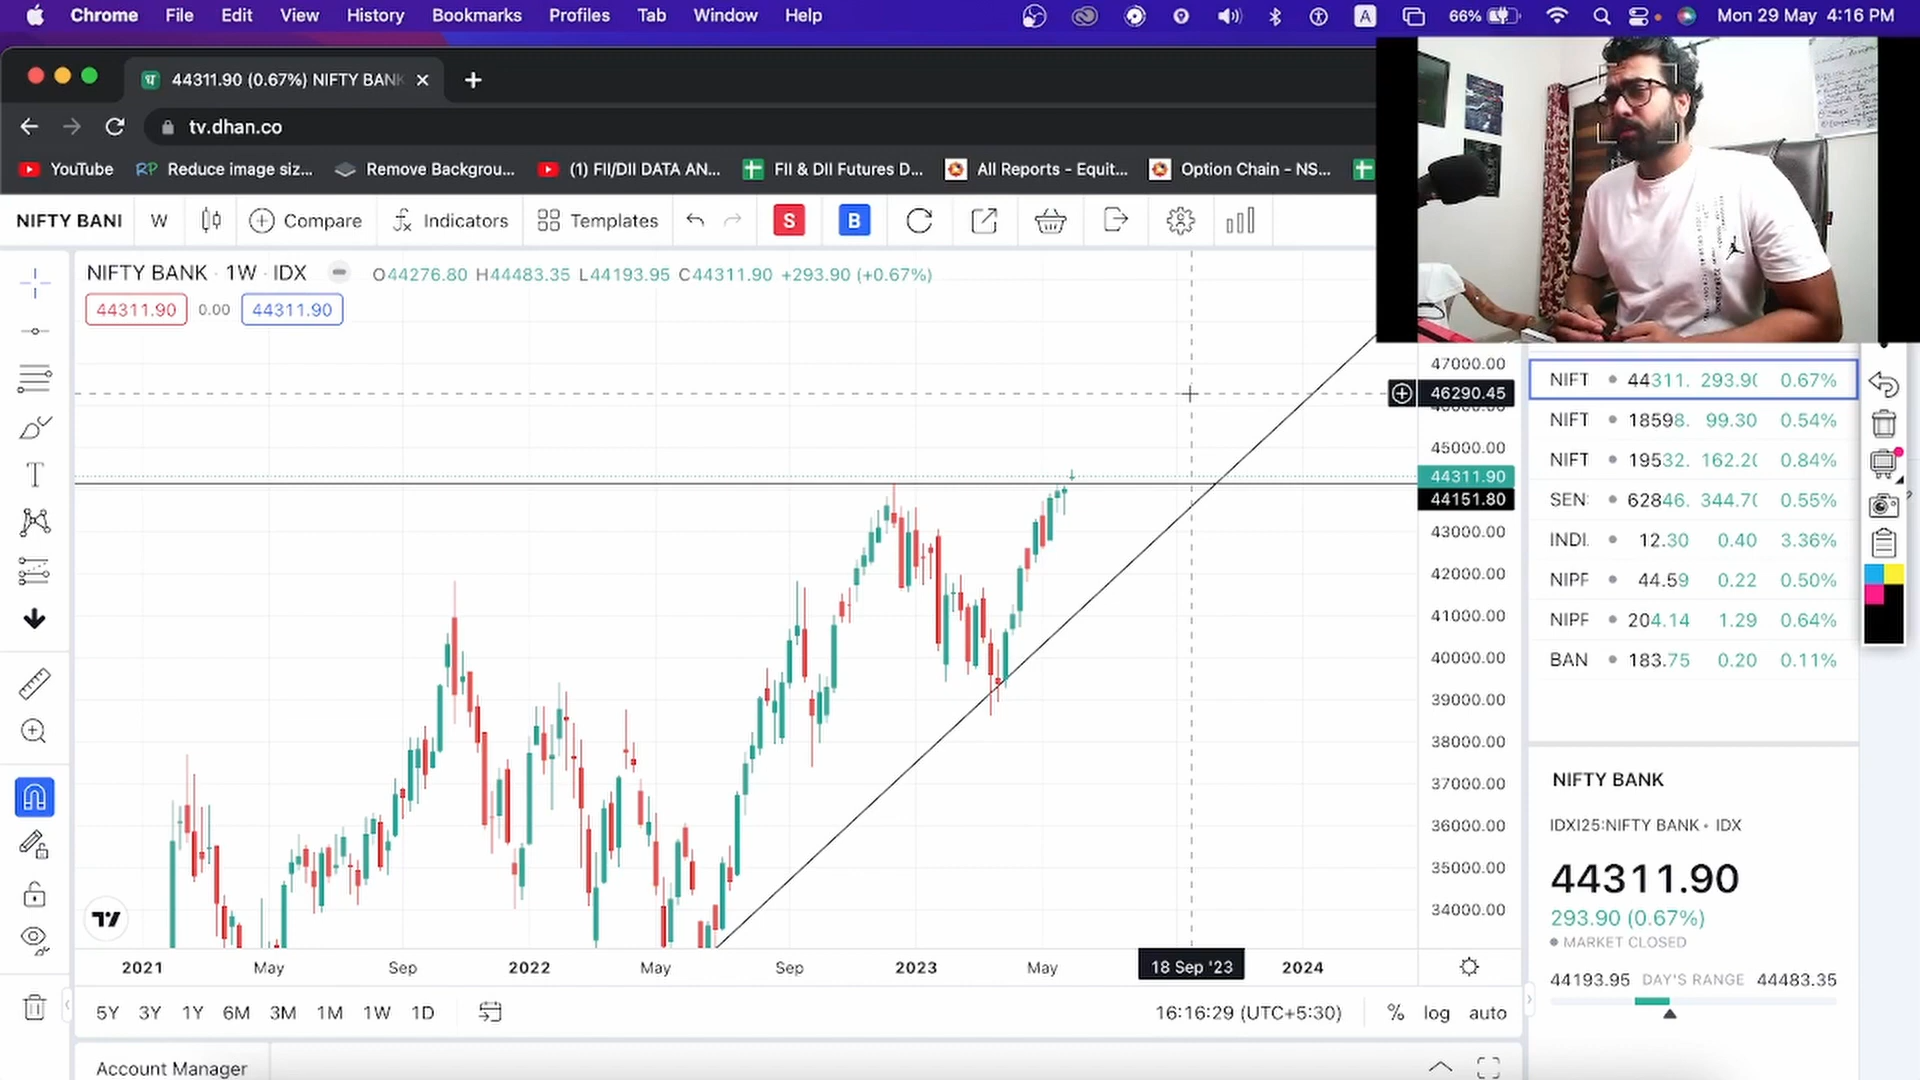 Chrome File Edit View History Bookmarks Profiles Tab Window Help A 66% Mon 29 May 4:16 PM
44311.90 (0.67%) NIFTY BANK
tv.dhan.co
YouTube RP Reduce image siz... Remove Backgrou... (1) FII/DII DATA AN... FII & DII Futures D... All Reports - Equit... Option Chain - NS...
NIFTY BANI W Compare Indicators Templates S B
NIFTY BANK · 1W · IDX O44276.80 H44483.35 L44193.95 C44311.90 +293.90 (+0.67%)
44311.90 0.00 44311.90
47000.00
46290.45
46000.00
45000.00
44311.90
44151.80
43000.00
42000.00
41000.00
40000.00
39000.00
38000.00
37000.00
36000.00
35000.00
34000.00
2021 May Sep 2022 May Sep 2023 May 18 Sep '23 2024
5Y 3Y 1Y 6M 3M 1M 1W 1D 16:16:29 (UTC+5:30) % log auto
Account Manager
NIFT 44311. 293.90 0.67%
NIFT 18598. 99.30 0.54%
NIFT 19532. 162.20 0.84%
SEN: 62846. 344.70 0.55%
INDI. 12.30 0.40 3.36%
NIPF 44.59 0.22 0.50%
NIPF 204.14 1.29 0.64%
BAN 183.75 0.20 0.11%
NIFTY BANK
IDXI25:NIFTY BANK • IDX
44311.90
293.90 (0.67%)
MARKET CLOSED
44193.95 DAY'S RANGE 44483.35